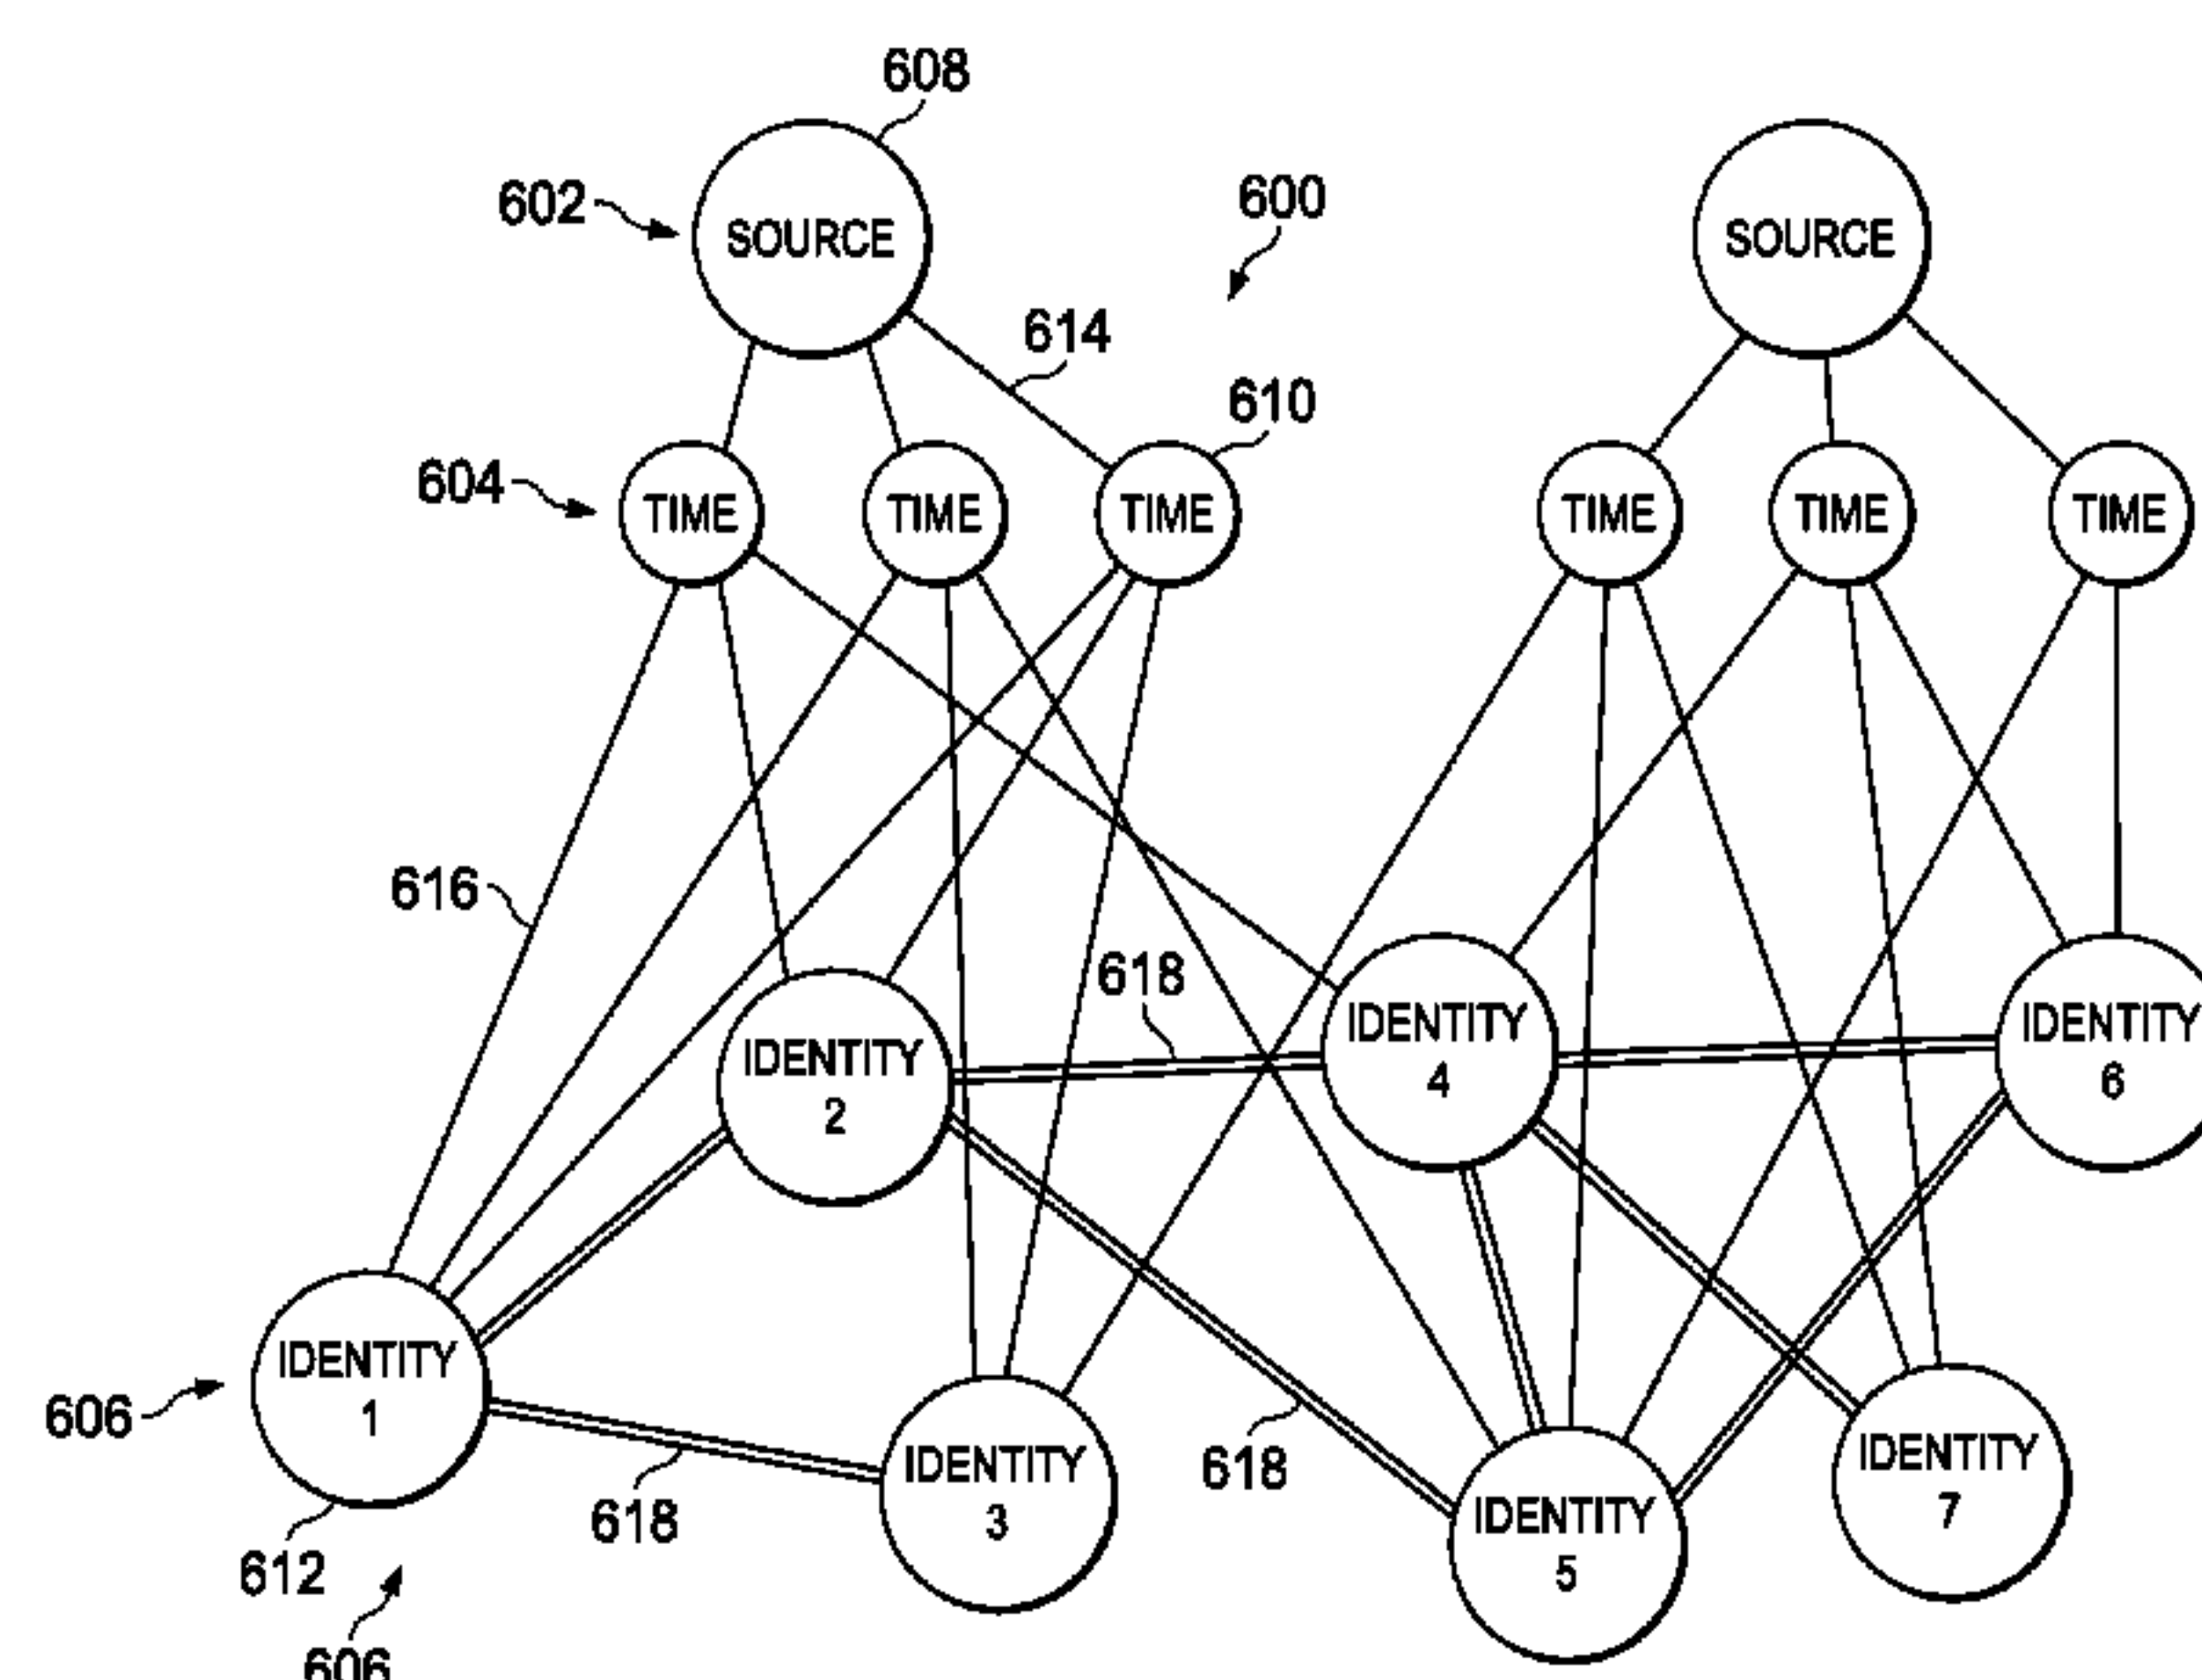 608
602
SOURCE
600
SOURCE
614
610
604
TIME
TIME
TIME
TIME
TIME
TIME
616
618
IDENTITY
2
IDENTITY
4
IDENTITY
6
IDENTITY
1
606
612
618
IDENTITY
3
618
IDENTITY
5
IDENTITY
7
606